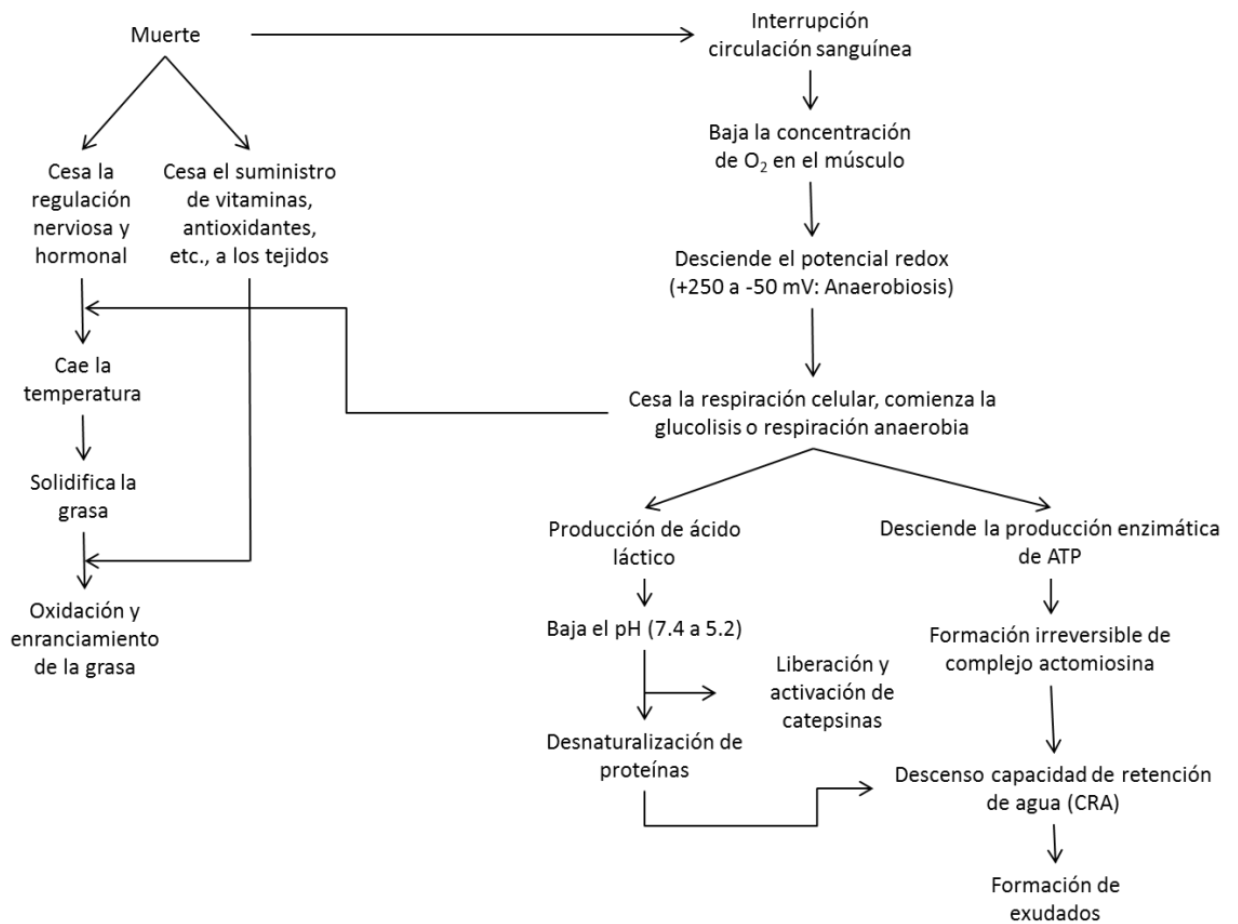 Muerte
Interrupción
circulación sanguínea
Baja la concentración
de O₂ en el músculo
Cesa la
regulación
nerviosa y
hormonal
Cesa el suministro
de vitaminas,
antioxidantes,
etc., a los tejidos
Desciende el potencial redox
(+250 a -50 mV: Anaerobiosis)
Cae la
temperatura
Cesa la respiración celular, comienza la
glucolisis o respiración anaerobia
Solidifica la
grasa
Producción de ácido
láctico
Desciende la producción enzimática
de ATP
Oxidación y
enranciamiento
de la grasa
Baja el pH (7.4 a 5.2)
Formación irreversible de
complejo actomiosina
Liberación y
activación de
catepsinas
Desnaturalización de
proteínas
Descenso capacidad de retención
de agua (CRA)
Formación de
exudados